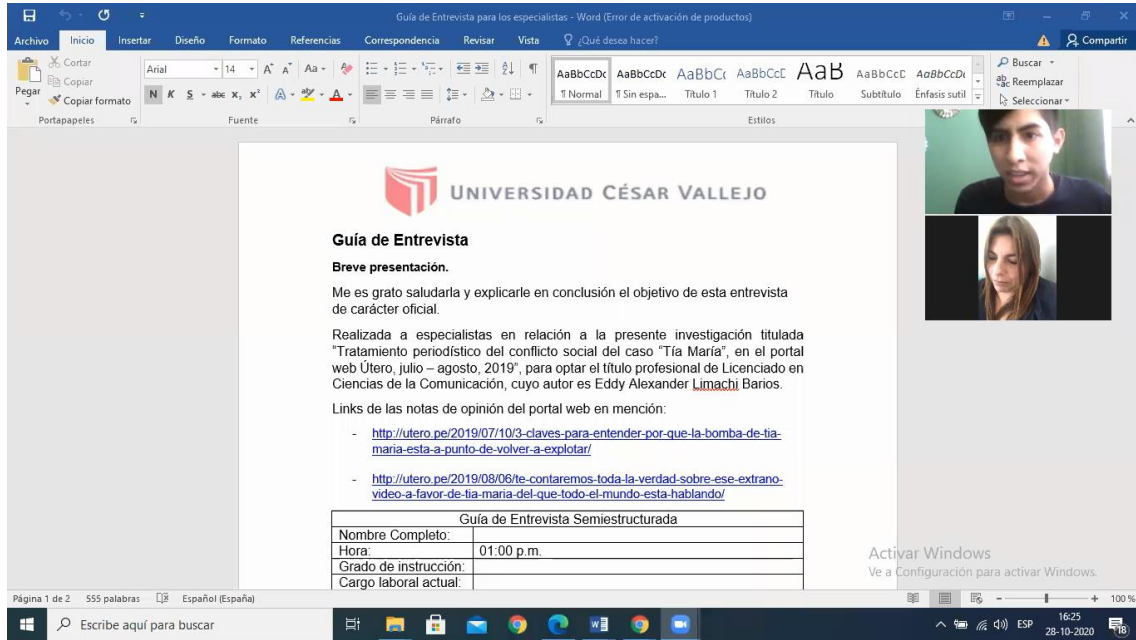 Guía de Entrevista para los especialistas - Word (Error de activación de productos)
Archivo Inicio Insertar Diseño Formato Referencias Correspondencia Revisar Vista ¿Qué desea hacer? Compartir
Cortar
Copiar
Pegar Copiar formato
Portapapeles
Arial 14 A A Aa
N K S abc x, x² A A
Fuente
Párrafo
AaBbCcDc AaBbCcDc AaBbCc AaBbCcE AaB AaBbCcD AaBbCcDc
¶ Normal ¶ Sin espa... Título 1 Título 2 Título Subtítulo Énfasis sutil
Estilos
Buscar
Reemplazar
Seleccionar
UNIVERSIDAD CÉSAR VALLEJO
Guía de Entrevista
Breve presentación.
Me es grato saludarla y explicarle en conclusión el objetivo de esta entrevista
de carácter oficial.
Realizada a especialistas en relación a la presente investigación titulada
"Tratamiento periodístico del conflicto social del caso "Tía María", en el portal
web Útero, julio – agosto, 2019", para optar el título profesional de Licenciado en
Ciencias de la Comunicación, cuyo autor es Eddy Alexander Limachi Barios.
Links de las notas de opinión del portal web en mención:
- http://utero.pe/2019/07/10/3-claves-para-entender-por-que-la-bomba-de-tia-
maria-esta-a-punto-de-volver-a-explotar/
- http://utero.pe/2019/08/06/te-contaremos-toda-la-verdad-sobre-ese-extrano-
video-a-favor-de-tia-maria-del-que-todo-el-mundo-esta-hablando/
Guía de Entrevista Semiestructurada
Nombre Completo:
Hora: 01:00 p.m.
Grado de instrucción:
Cargo laboral actual:
Activar Windows
Ve a Configuración para activar Windows.
Página 1 de 2 555 palabras Español (España) 100 %
Escribe aquí para buscar
ESP
16:25
28-10-2020
18